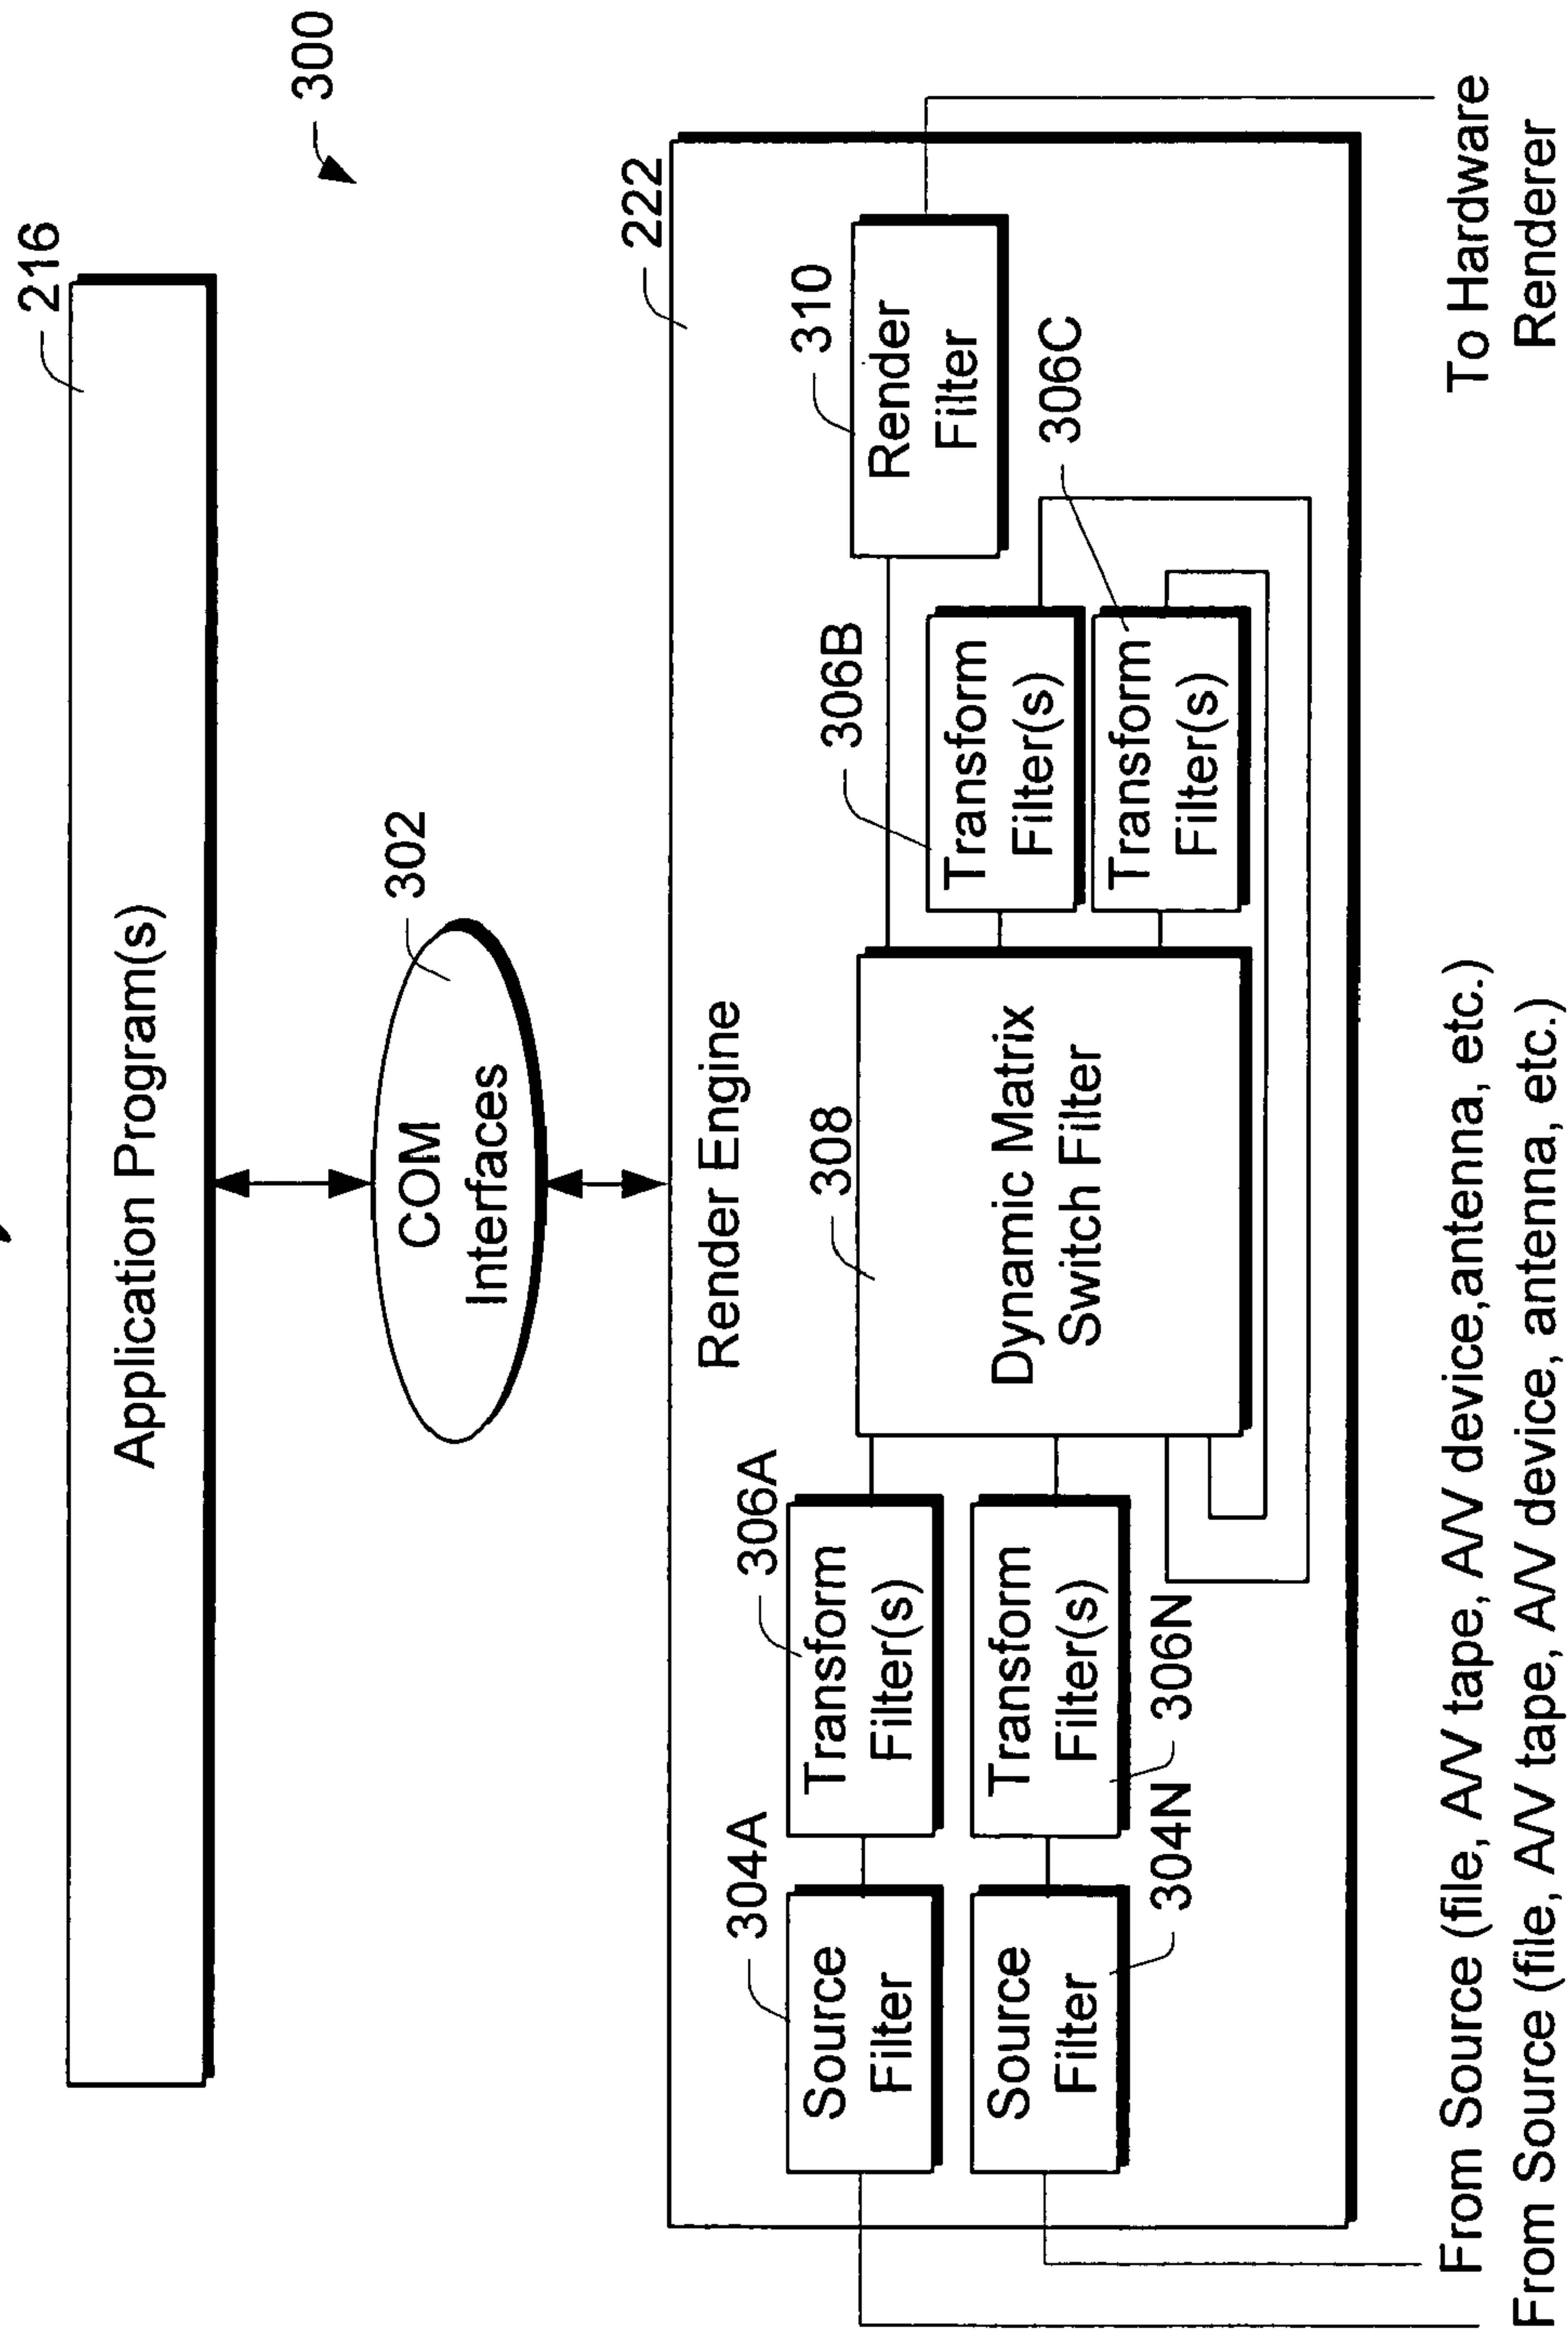 216
Application Program(s)
300
302
COM
Interfaces
222
Render Engine
304A
Source
Filter
306A
Transform
Filter(s)
308
Dynamic Matrix
Switch Filter
310
Render
Filter
306B
Transform
Filter(s)
306C
Transform
Filter(s)
Source
Filter
304N
Transform
Filter(s)
306N
From Source (file, A/V tape, A/V device,antenna, etc.)
From Source (file, A/V tape, A/V device, antenna, etc.)
To Hardware
Renderer